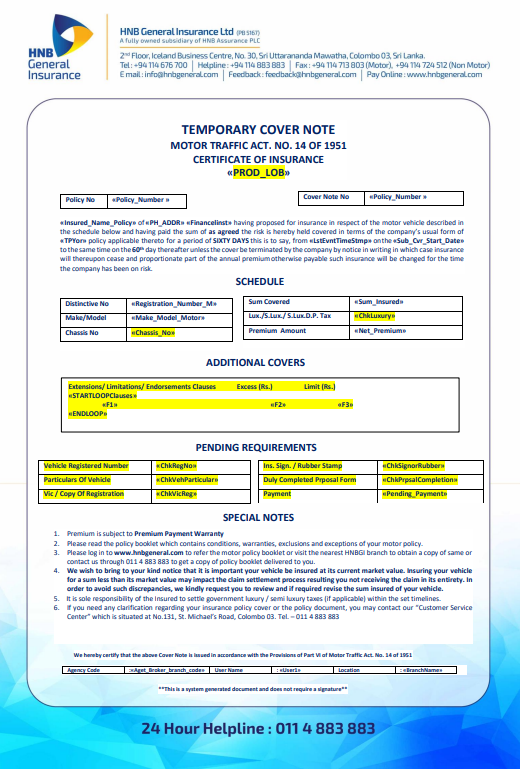 HNB General Insurance Ltd (PB 5167)
A fully owned subsidiary of HNB Assurance PLC
2nd Floor, Iceland Business Centre, No. 30, Sri Uttarananda Mawatha, Colombo 03, Sri Lanka.
Tel : +94 114 676 700 | Helpline : +94 114 883 883 | Fax : +94 114 713 803 (Motor), +94 114 724 512 (Non Motor)
E mail : info@hnbgeneral.com | Feedback : feedback@hnbgeneral.com | Pay Online : www.hnbgeneral.com
HNB
General
Insurance
TEMPORARY COVER NOTE
MOTOR TRAFFIC ACT. NO. 14 OF 1951
CERTIFICATE OF INSURANCE
«PROD_LOB»
Policy No «Policy_Number » Cover Note No «Policy_Number »
«Insured_Name_Policy» of «PH_ADDR» «Financeinst» having proposed for insurance in respect of the motor vehicle described in
the schedule below and having paid the sum of as agreed the risk is hereby held covered in terms of the company's usual form of
«TPYor» policy applicable thereto for a period of SIXTY DAYS this is to say, from «LstEvntTimeStmp» on the «Sub_Cvr_Start_Date»
to the same time on the 60th day thereafter unless the cover be terminated by the company by notice in writing in which case insurance
will thereupon cease and proportionate part of the annual premium otherwise payable such insurance will be changed for the time
the company has been on risk.
SCHEDULE
Distinctive No «Registration_Number_M» Sum Covered «Sum_Insured»
Make/Model «Make_Model_Motor» Lux./S.Lux./ S.Lux.D.P. Tax «ChkLuxury»
Chassis No «Chassis_No» Premium Amount «Net_Premium»
ADDITIONAL COVERS
Extensions/ Limitations/ Endorsements Clauses Excess (Rs.) Limit (Rs.)
«STARTLOOPClauses»
«F1» «F2» «F3»
«ENDLOOP»
PENDING REQUIREMENTS
Vehicle Registered Number «ChkRegNo» Ins. Sign. / Rubber Stamp «ChkSignorRubber»
Particulars Of Vehicle «ChkVehParticular» Duly Completed Prposal Form «ChkPrpsalCompletion»
Vic / Copy Of Registration «ChkVicReg» Payment «Pending_Payment»
SPECIAL NOTES
1. Premium is subject to Premium Payment Warranty
2. Please read the policy booklet which contains conditions, warranties, exclusions and exceptions of your motor policy.
3. Please log in to www.hnbgeneral.com to refer the motor policy booklet or visit the nearest HNBGI branch to obtain a copy of same or
contact us through 011 4 883 883 to get a copy of policy booklet delivered to you.
4. We wish to bring to your kind notice that it is important your vehicle be insured at its current market value. Insuring your vehicle
for a sum less than its market value may impact the claim settlement process resulting you not receiving the claim in its entirety. In
order to avoid such discrepancies, we kindly request you to review and if required revise the sum insured of your vehicle.
5. It is sole responsibility of the Insured to settle government luxury / semi luxury taxes (if applicable) within the set timelines.
6. If you need any clarification regarding your insurance policy cover or the policy document, you may contact our "Customer Service
Center" which is situated at No.131, St. Michael's Road, Colombo 03. Tel. – 011 4 883 883
We hereby certify that the above Cover Note is issued in accordance with the Provisions of Part VI of Motor Traffic Act. No. 14 of 1951
Agency Code :«Aget_Broker_branch_code» User Name : «User1» Location : «BranchName»
**This is a system generated document and does not require a signature**
24 Hour Helpline : 011 4 883 883